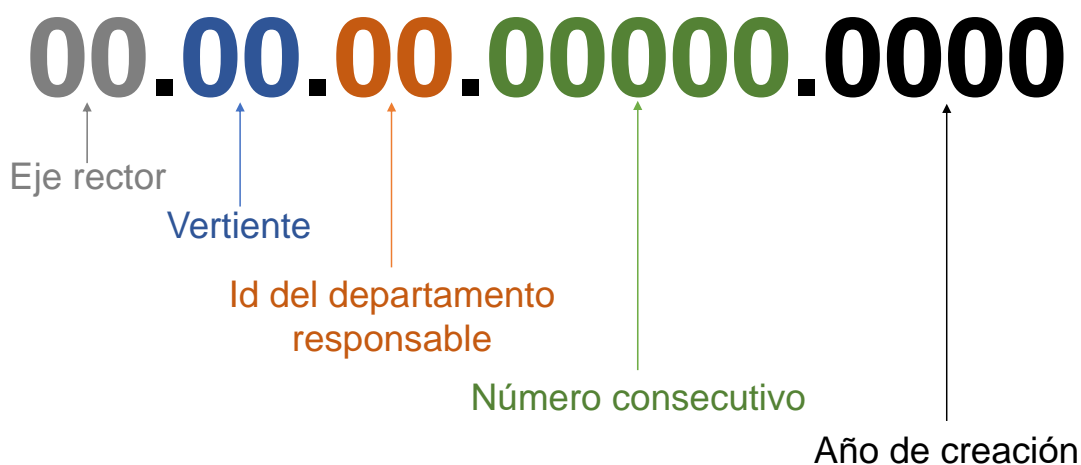 00.00.00.00000.0000
Eje rector
Vertiente
Id del departamento
responsable
Número consecutivo
Año de creación